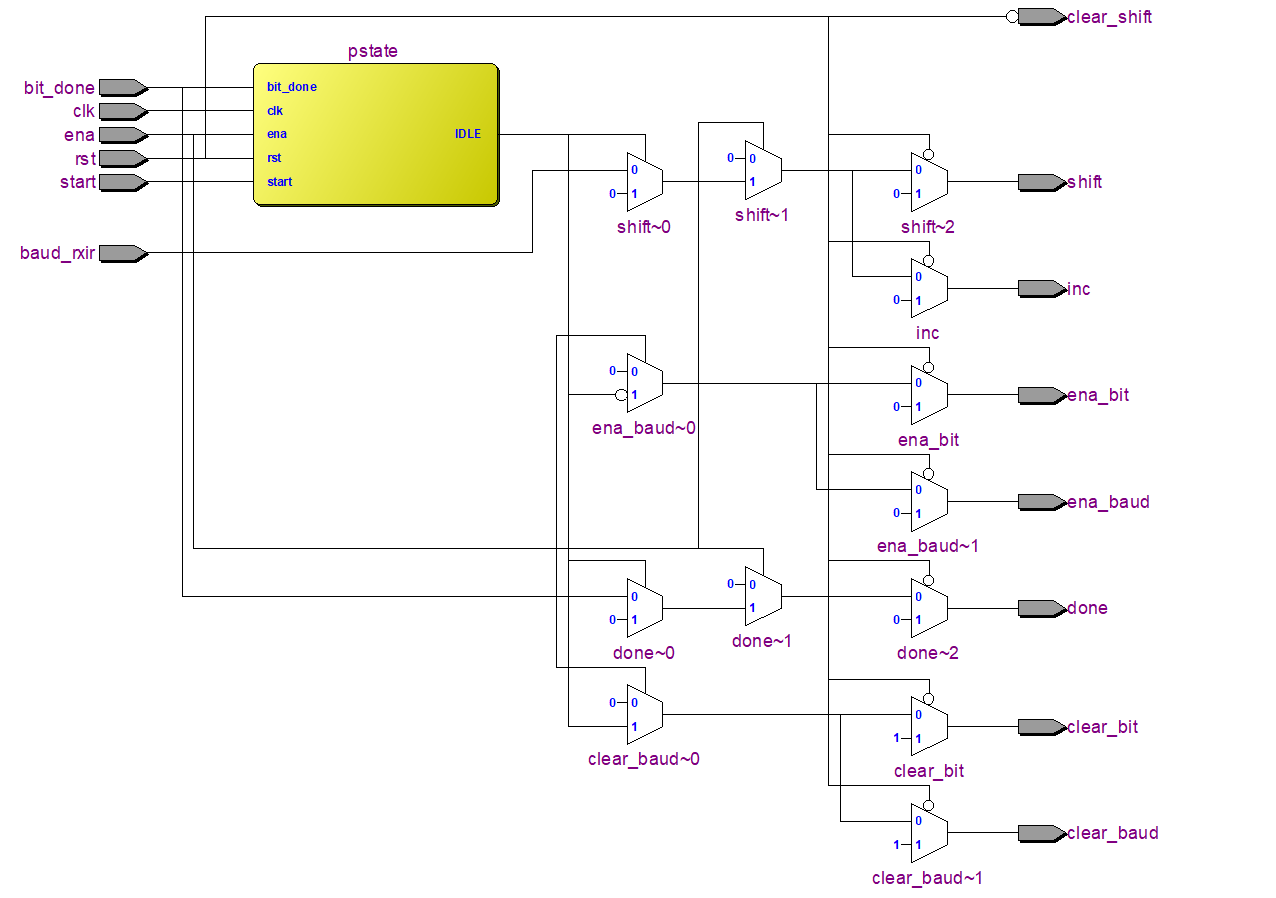 clear_shift
pstate
bit_done
clk
ena
rst
start
baud_rxir
bit_done
clk
ena
rst
start
IDLE
0
0 1
shift~0
0 0
1
shift~1
0
0 1
shift~2
shift
0
0 1
inc
inc
0 0
1
ena_baud~0
0
0 1
ena_bit
ena_bit
0
0 1
ena_baud~1
ena_baud
0
0 1
done~0
0 0
1
done~1
0
0 1
done~2
done
0 0
1
clear_baud~0
0
1 1
clear_bit
clear_bit
0
1 1
clear_baud~1
clear_baud